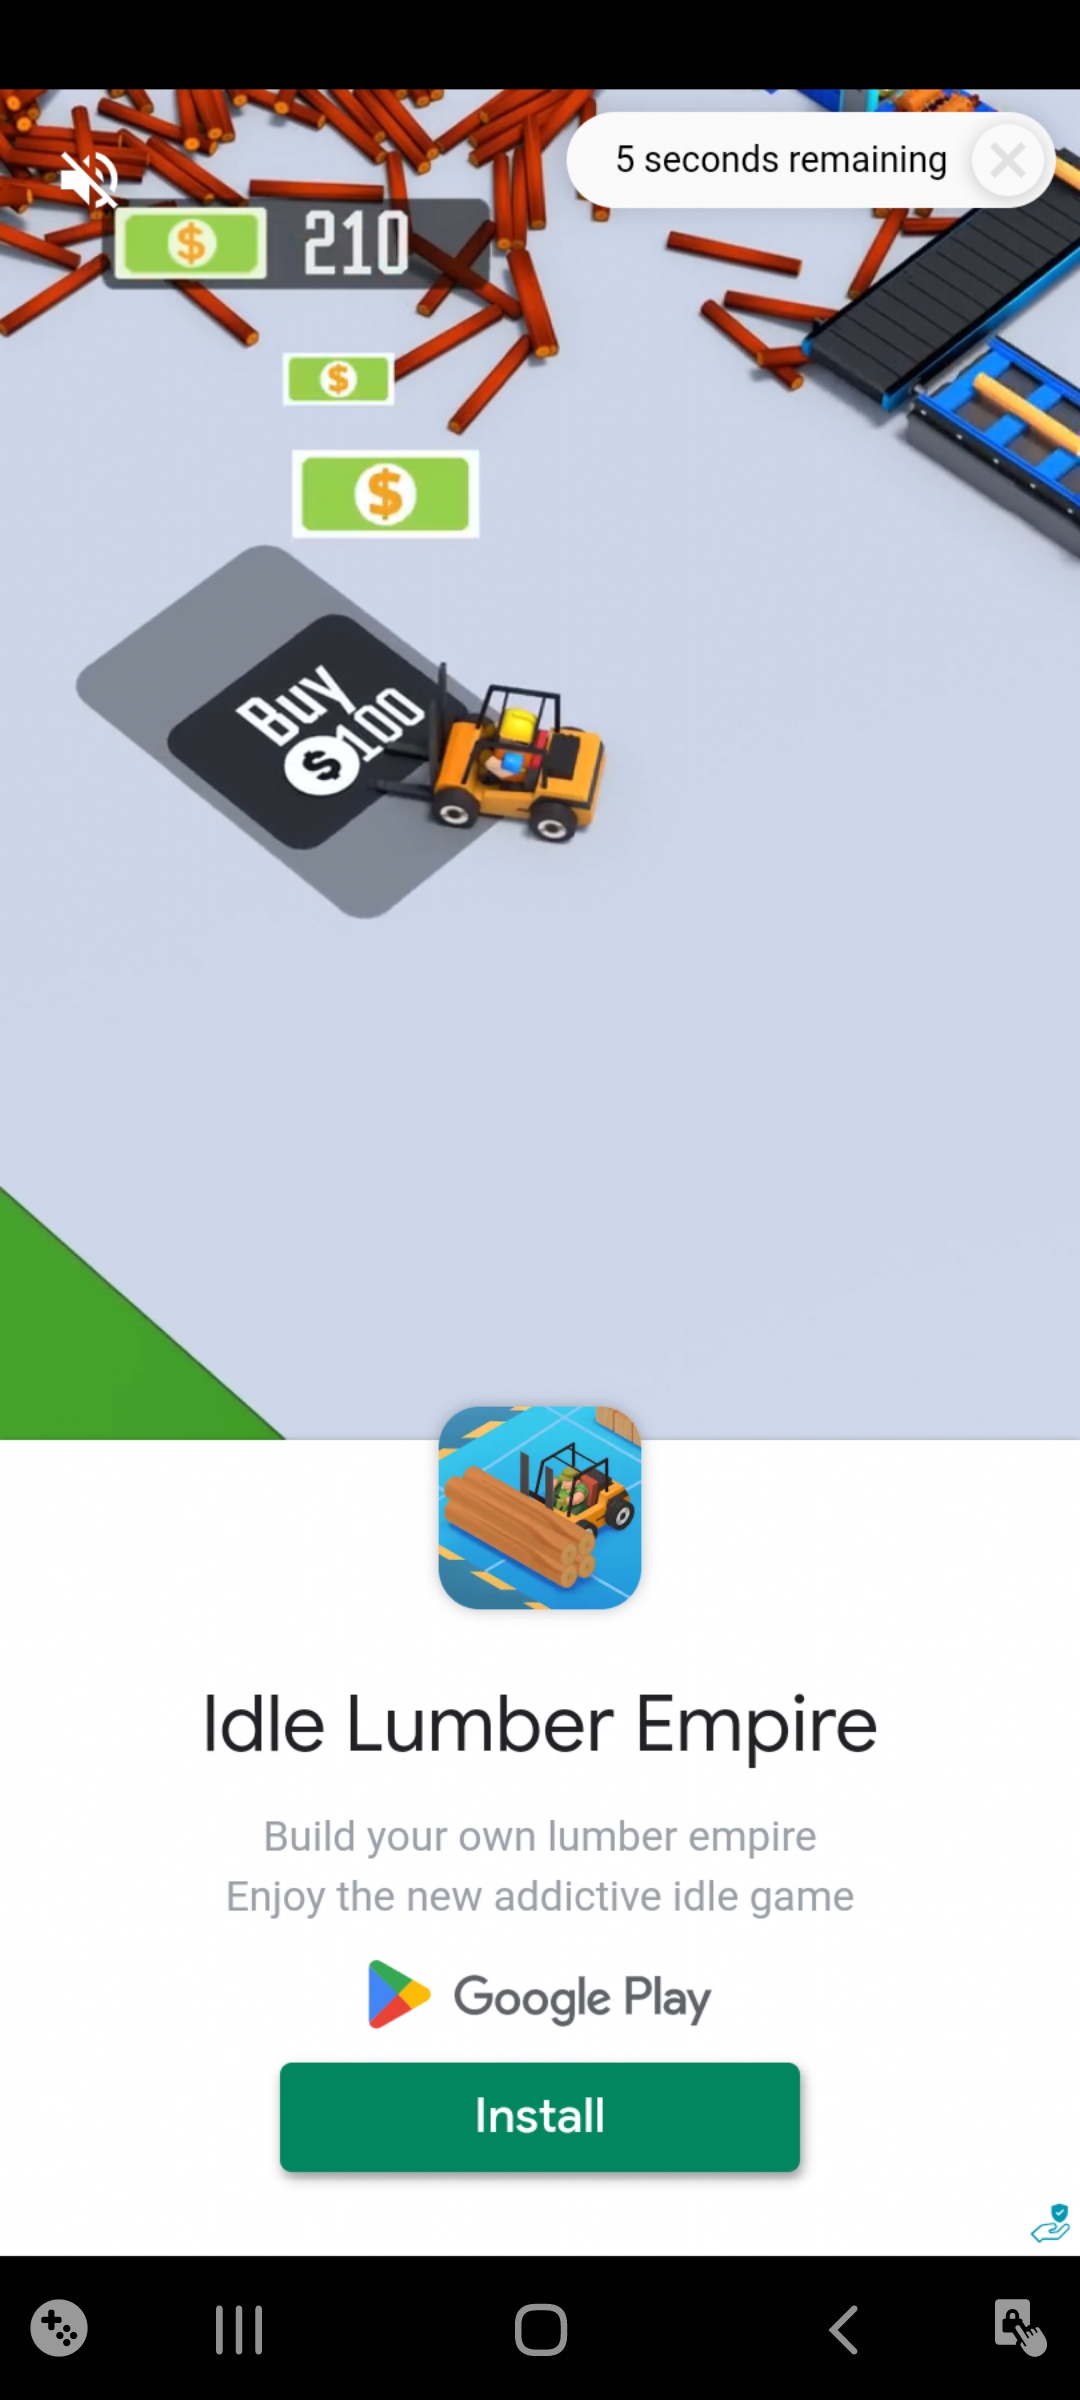 5 seconds remaining
210
Buy
$100
Idle Lumber Empire
Build your own lumber empire
Enjoy the new addictive idle game
Google Play
Install